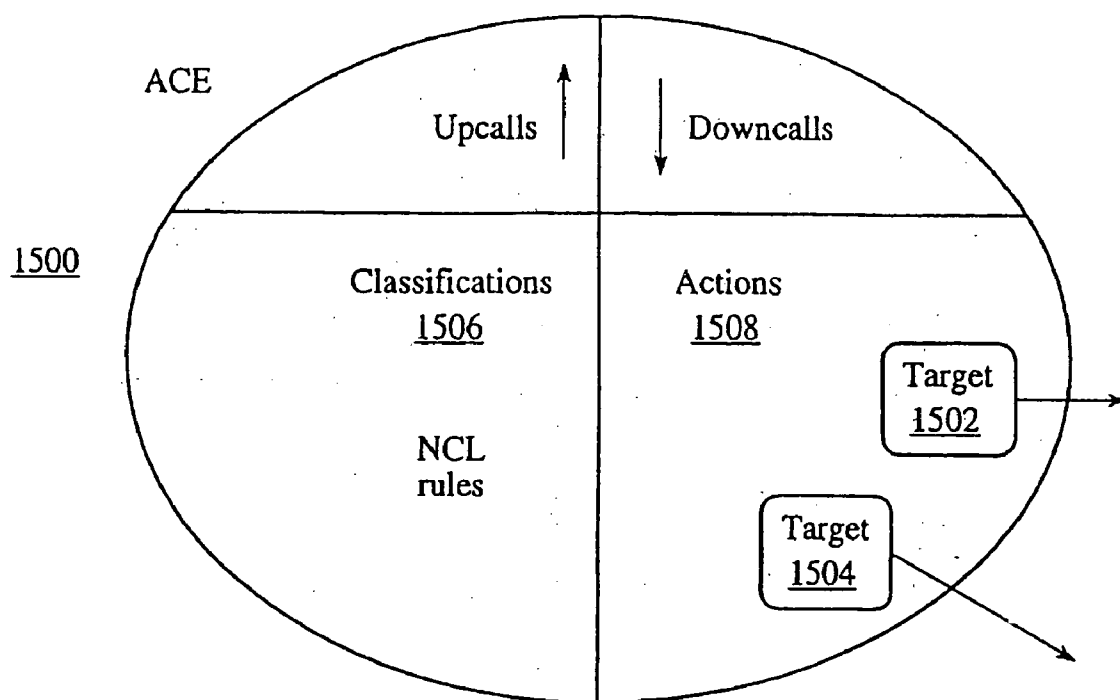 ACE
Upcalls
Downcalls
1500
Classifications
1506
Actions
1508
Target
1502
NCL
rules
Target
1504